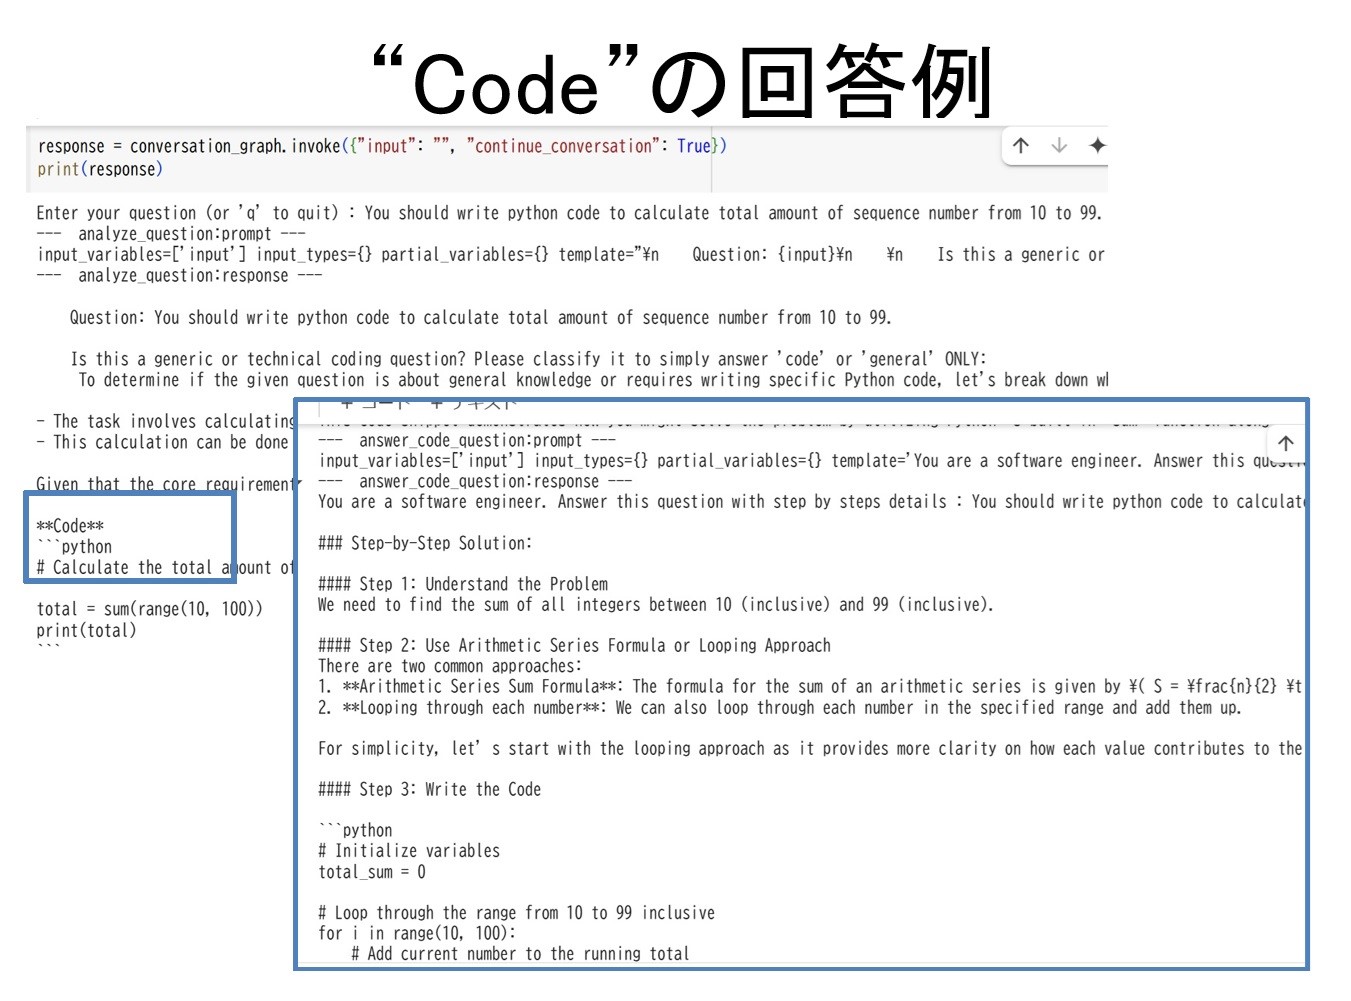 “Code”の回答例
response = conversation_graph.invoke({"input": "", "continue_conversation": True})
print(response)
Enter your question (or 'q' to quit) : You should write python code to calculate total amount of sequence number from 10 to 99.
--- analyze_question:prompt ---
input_variables=['input'] input_types={} partial_variables={} template="¥n    Question: {input}¥n    ¥n    Is this a generic or
--- analyze_question:response ---
Question: You should write python code to calculate total amount of sequence number from 10 to 99.
Is this a generic or technical coding question? Please classify it to simply answer 'code' or 'general' ONLY:
To determine if the given question is about general knowledge or requires writing specific Python code, let's break down
- The task involves calculating
- This calculation can be done
Given that the core requirement
**Code**
```python
# Calculate the total amount of
total = sum(range(10, 100))
print(total)
```
+ コード + テキスト
--- answer_code_question:prompt ---
input_variables=['input'] input_types={} partial_variables={} template='You are a software engineer. Answer this
--- answer_code_question:response ---
You are a software engineer. Answer this question with step by steps details : You should write python code to calculate
### Step-by-Step Solution:
#### Step 1: Understand the Problem
We need to find the sum of all integers between 10 (inclusive) and 99 (inclusive).
#### Step 2: Use Arithmetic Series Formula or Looping Approach
There are two common approaches:
1. **Arithmetic Series Sum Formula**: The formula for the sum of an arithmetic series is given by ¥( S = ¥frac{n}{2} ¥t
2. **Looping through each number**: We can also loop through each number in the specified range and add them up.
For simplicity, let's start with the looping approach as it provides more clarity on how each value contributes to the
#### Step 3: Write the Code
```python
# Initialize variables
total_sum = 0
# Loop through the range from 10 to 99 inclusive
for i in range(10, 100):
# Add current number to the running total